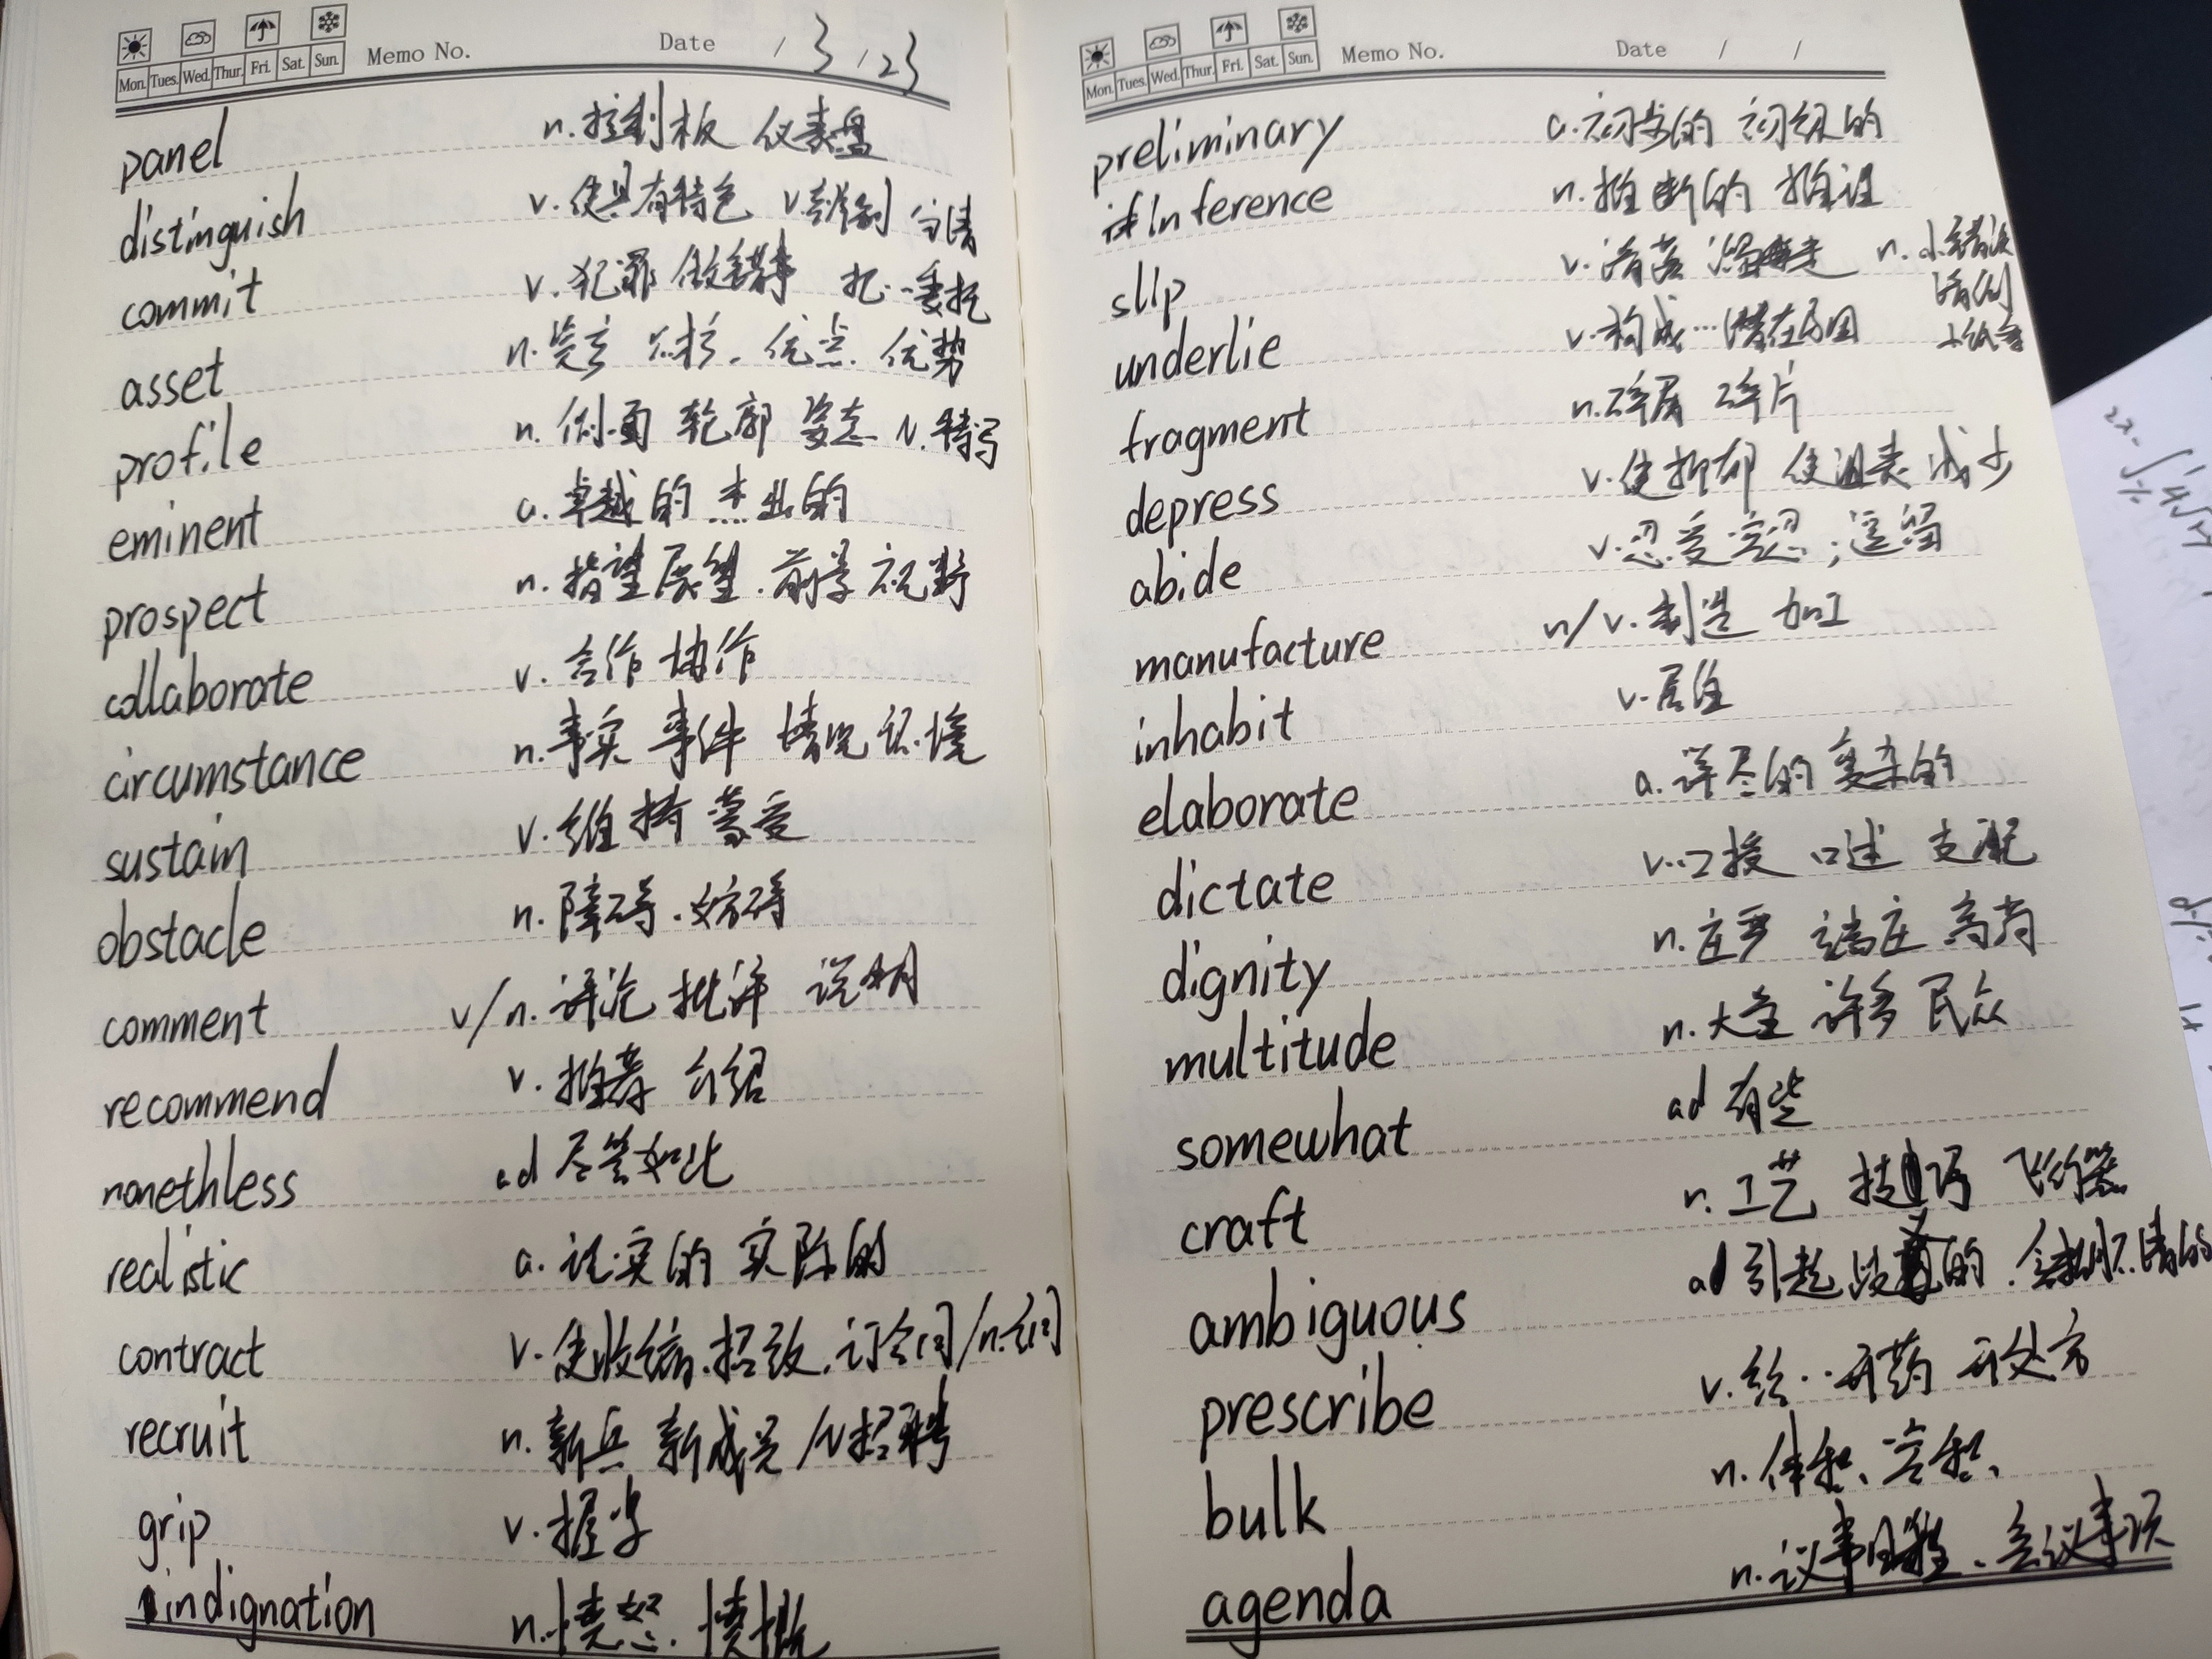 Mon. Tues. Wed. Thur. Fri. Sat. Sun. Memo No. Date / 3 / 23
panel n. 控制板 仪表盘
distinguish v. 使具有特色 v. 辨别 分清
commit v. 犯罪 做错事 把…委托
asset n. 资产 优点. 优势
profile n. 侧面 轮廓 姿态 N. 特写
eminent a. 卓越的 杰出的
prospect n. 指望 展望. 前景 视野
collaborate v. 合作 协作
circumstance n. 事实 事件 情况 环境
sustain v. 维持 蒙受
obstacle n. 障碍. 妨碍
comment v/n. 评论 批评 说明
recommend v. 推荐 介绍
nonethless ad 尽管如此
realistic a. 现实的 实际的
contract v. 使收缩. 招致. 订合同/n. 合同
recruit n. 新兵 新成员 /v 招聘
grip v. 握牢
indignation n. 愤怒. 愤慨
Mon. Tues. Wed. Thur. Fri. Sat. Sun. Memo No. Date / /
preliminary a. 初步的 初级的
Inference n. 推断的 推理
slip v. 滑落 溜走 n. 小错误
滑倒
小纸条
underlie v. 构成…潜在原因
fragment n. 碎屑 碎片
depress v. 使抑郁 使沮丧 减少
abide v. 忍受 容忍; 逗留
manufacture n/v. 制造 加工
inhabit v. 居住
elaborate a. 详尽的 复杂的
dictate v. 口授 口述 支配
dignity n. 庄严 端庄 高尚
multitude n. 大量 许多 民众
somewhat ad 有些
craft n. 工艺 技巧 飞行器
ambiguous ad 引起歧义的.
prescribe v. 给… 开药 开处方
bulk n. 体积、容积、
agenda n. 议事日程、会议事项